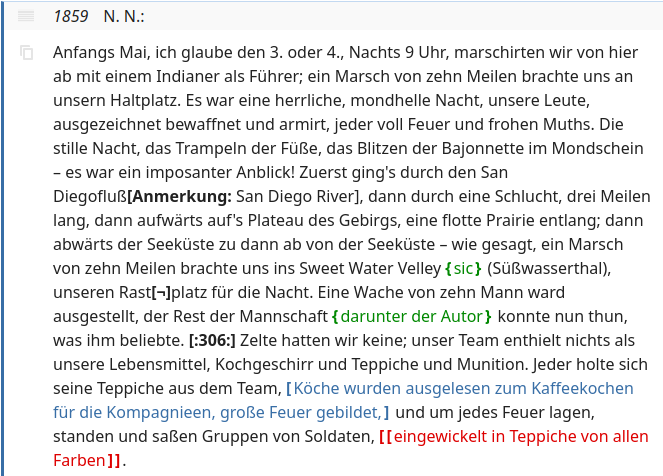 1859 N. N.:
Anfangs Mai, ich glaube den 3. oder 4., Nachts 9 Uhr, marschirten wir von hier
ab mit einem Indianer als Führer; ein Marsch von zehn Meilen brachte uns an
unsern Haltplatz. Es war eine herrliche, mondhelle Nacht, unsere Leute,
ausgezeichnet bewaffnet und armirt, jeder voll Feuer und frohen Muths. Die
stille Nacht, das Trampeln der Füße, das Blitzen der Bajonnette im Mondschein
– es war ein imposanter Anblick! Zuerst ging's durch den San
Diegofluß[Anmerkung: San Diego River], dann durch eine Schlucht, drei Meilen
lang, dann aufwärts auf's Plateau des Gebirgs, eine flotte Prairie entlang; dann
abwärts der Seeküste zu dann ab von der Seeküste – wie gesagt, ein Marsch
von zehn Meilen brachte uns ins Sweet Water Velley {sic} (Süßwasserthal),
unseren Rast[¬]platz für die Nacht. Eine Wache von zehn Mann ward
ausgestellt, der Rest der Mannschaft {darunter der Autor} konnte nun thun,
was ihm beliebte. [:306:] Zelte hatten wir keine; unser Team enthielt nichts als
unsere Lebensmittel, Kochgeschirr und Teppiche und Munition. Jeder holte sich
seine Teppiche aus dem Team, [Köche wurden ausgelesen zum Kaffeekochen
für die Kompagnieen, große Feuer gebildet,] und um jedes Feuer lagen,
standen und saßen Gruppen von Soldaten, [[eingewickelt in Teppiche von allen
Farben]].